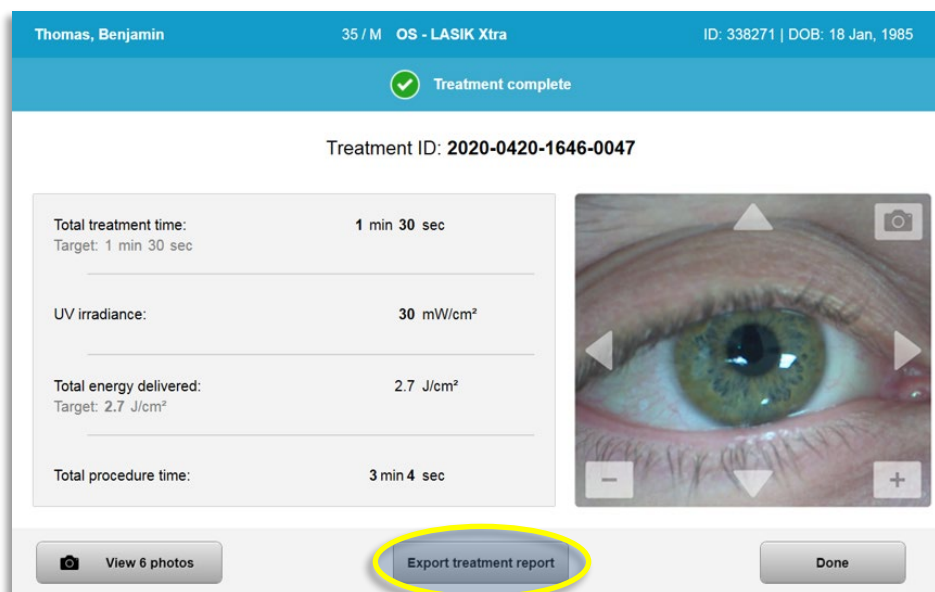 Thomas, Benjamin 35 / M OS - LASIK Xtra ID: 338271 | DOB: 18 Jan, 1985
Treatment complete
Treatment ID: 2020-0420-1646-0047
Total treatment time: 1 min 30 sec
Target: 1 min 30 sec
UV irradiance: 30 mW/cm²
Total energy delivered: 2.7 J/cm²
Target: 2.7 J/cm²
Total procedure time: 3 min 4 sec
View 6 photos Export treatment report Done